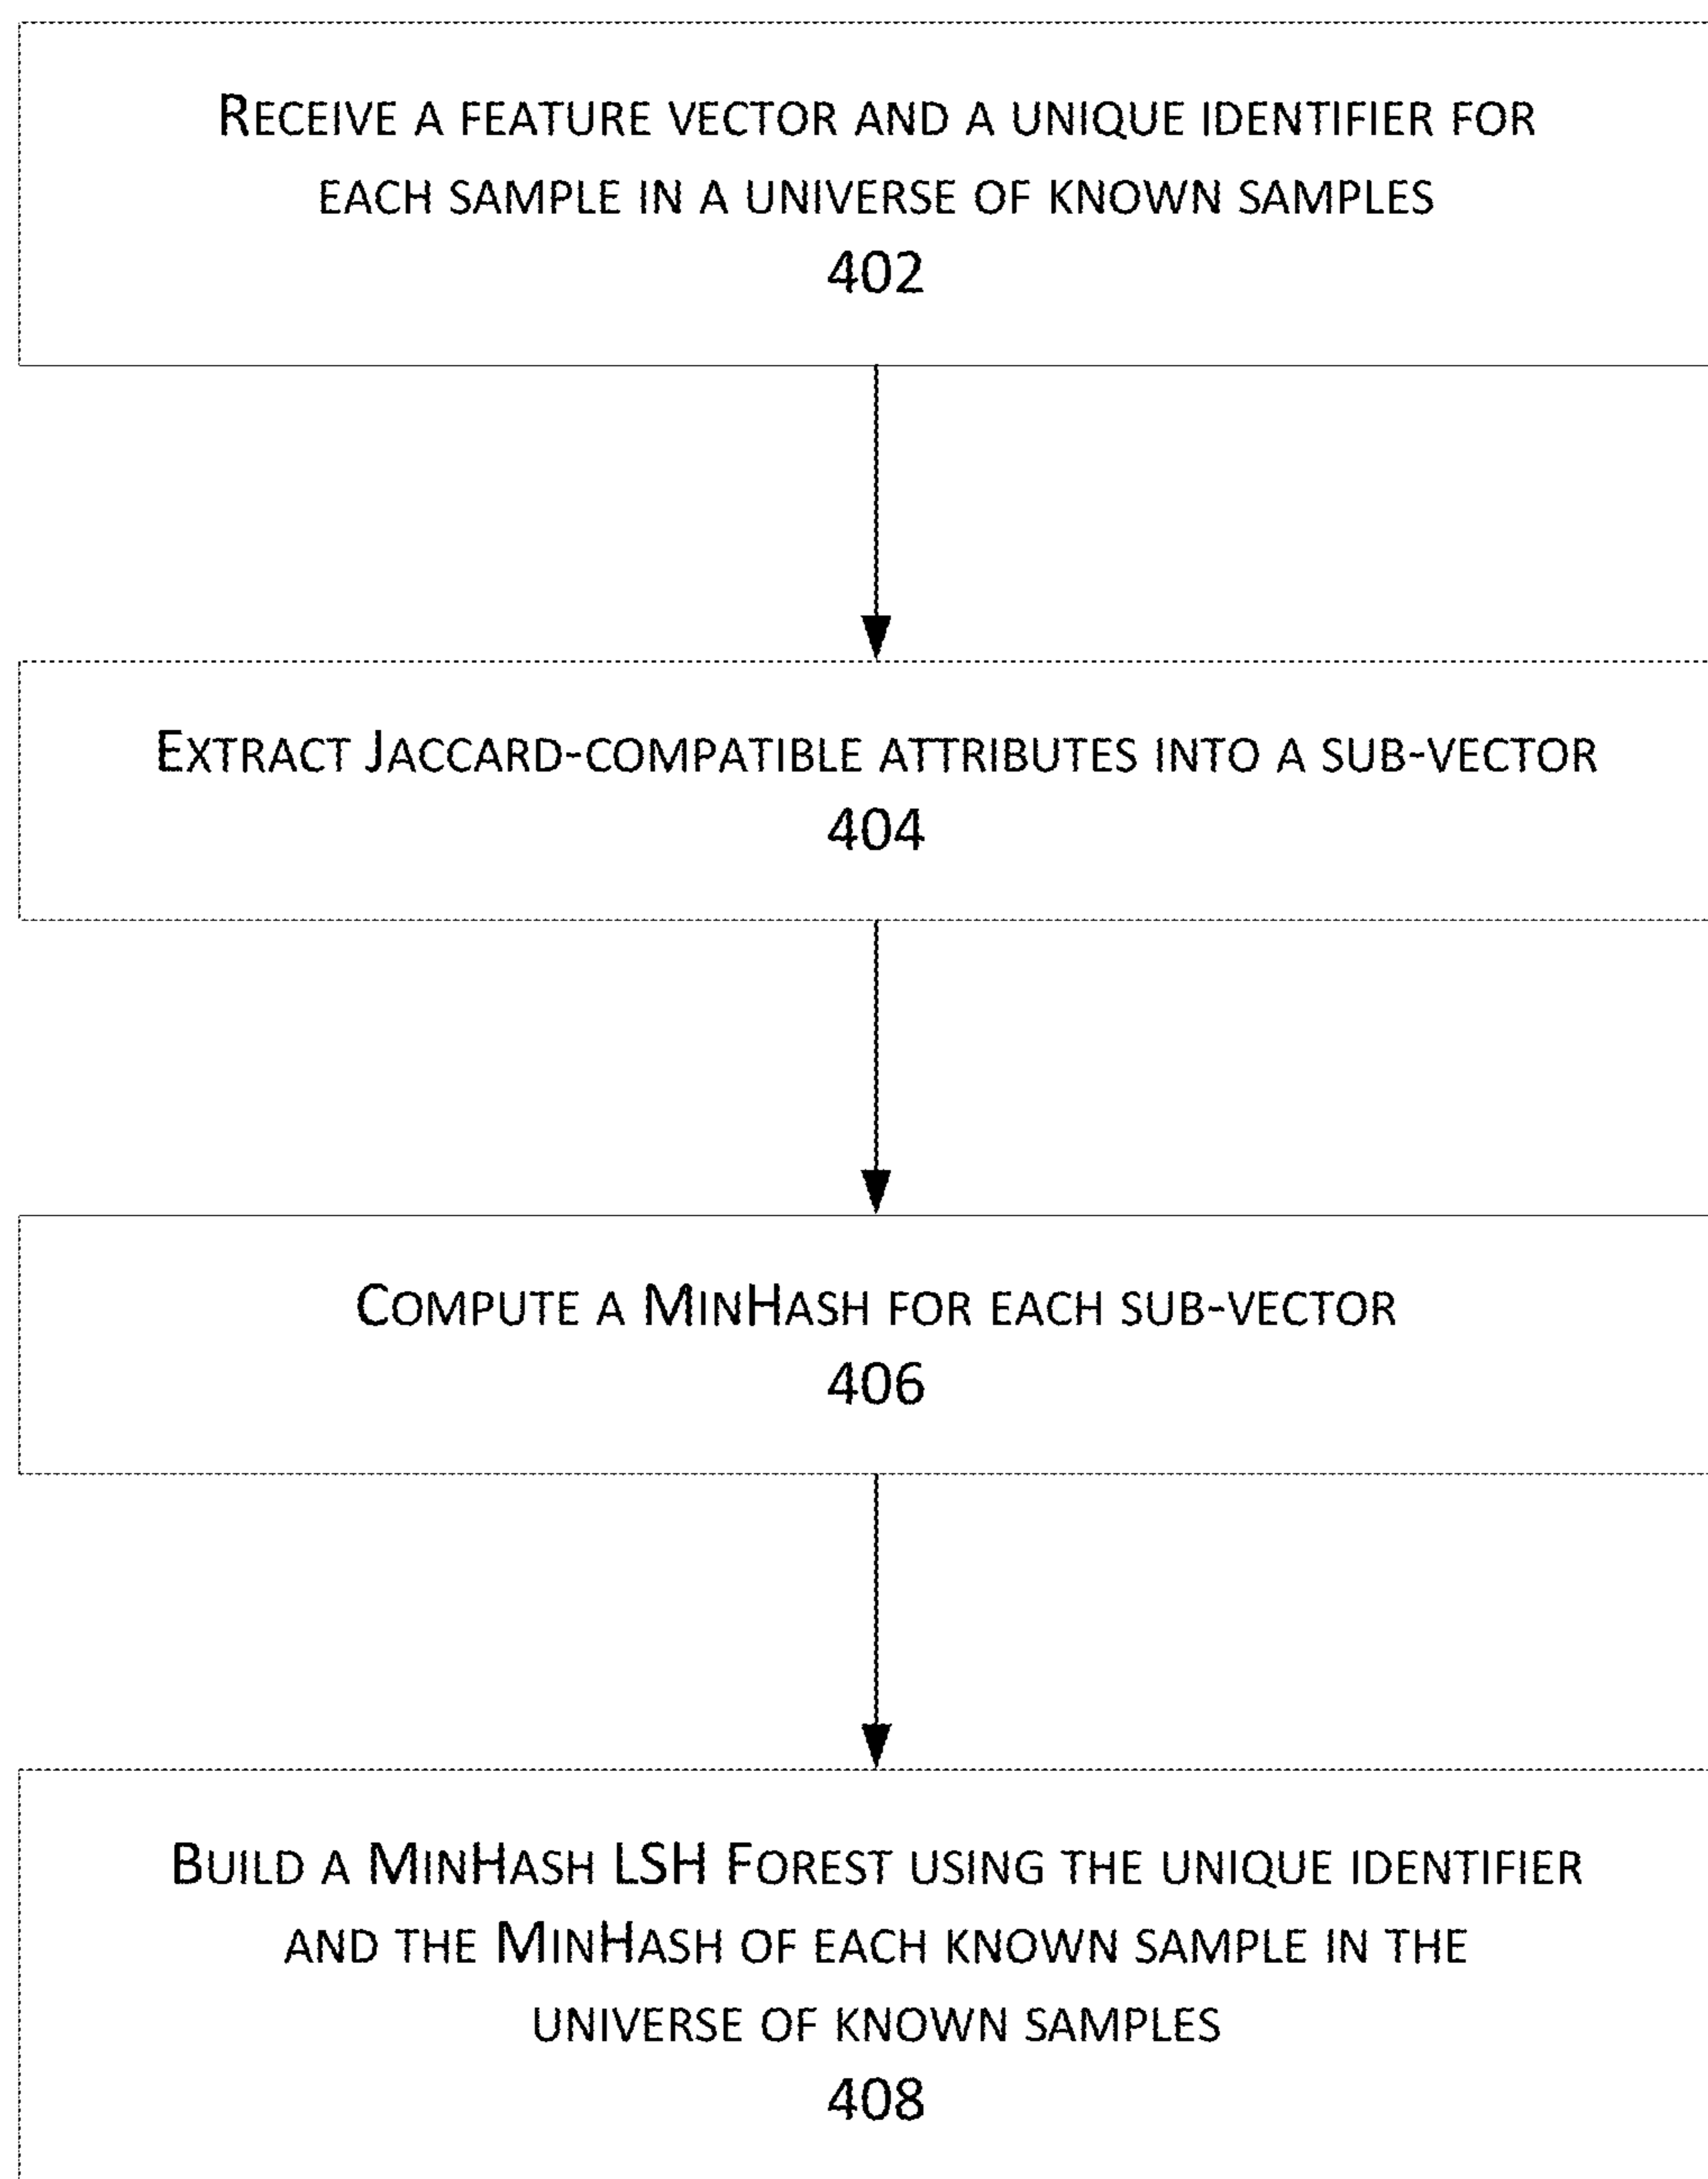 RECEIVE A FEATURE VECTOR AND A UNIQUE IDENTIFIER FOR
EACH SAMPLE IN A UNIVERSE OF KNOWN SAMPLES
402
EXTRACT JACCARD-COMPATIBLE ATTRIBUTES INTO A SUB-VECTOR
404
COMPUTE A MINHASH FOR EACH SUB-VECTOR
406
BUILD A MINHASH LSH FOREST USING THE UNIQUE IDENTIFIER
AND THE MINHASH OF EACH KNOWN SAMPLE IN THE
UNIVERSE OF KNOWN SAMPLES
408